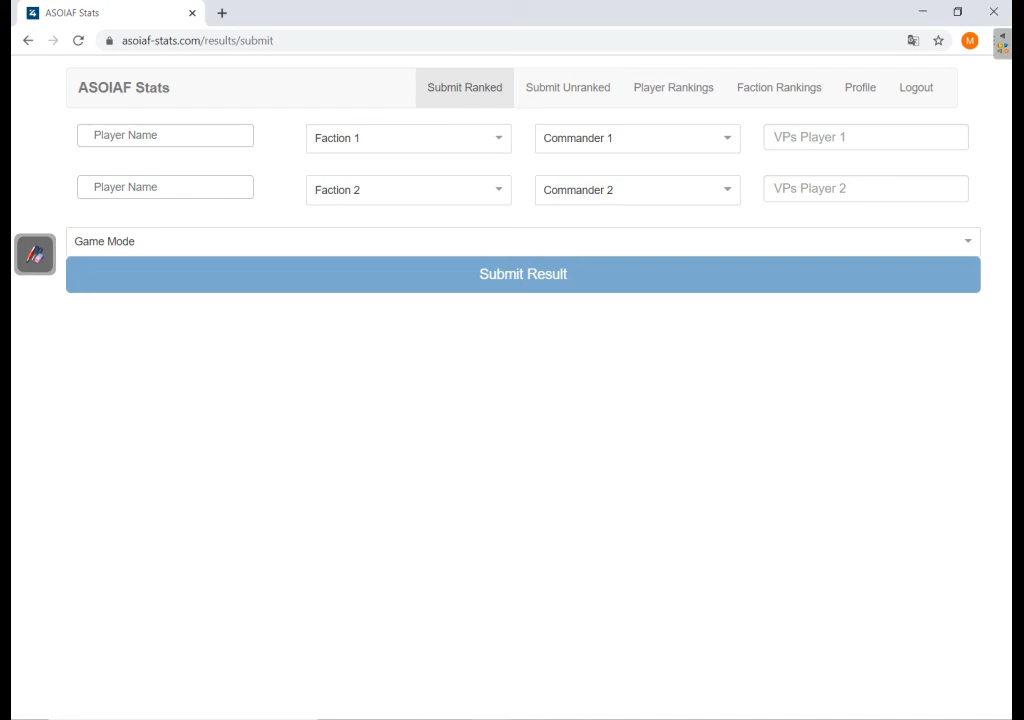 ASOIAF Stats
asoiaf-stats.com/results/submit
M
ASOIAF Stats Submit Ranked Submit Unranked Player Rankings Faction Rankings Profile Logout
Player Name Faction 1 Commander 1 VPs Player 1
Player Name Faction 2 Commander 2 VPs Player 2
Game Mode
Submit Result